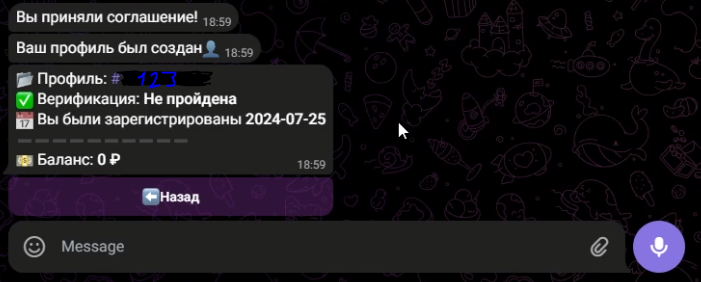 Вы приняли соглашение! 18:59
Ваш профиль был создан👤 18:59
📂 Профиль: # 123
✅ Верификация: Не пройдена
📅 Вы были зарегистрированы 2024-07-25
➖➖➖➖➖➖➖➖➖➖
💵 Баланс: 0 ₽ 18:59
⬅️Назад
Message